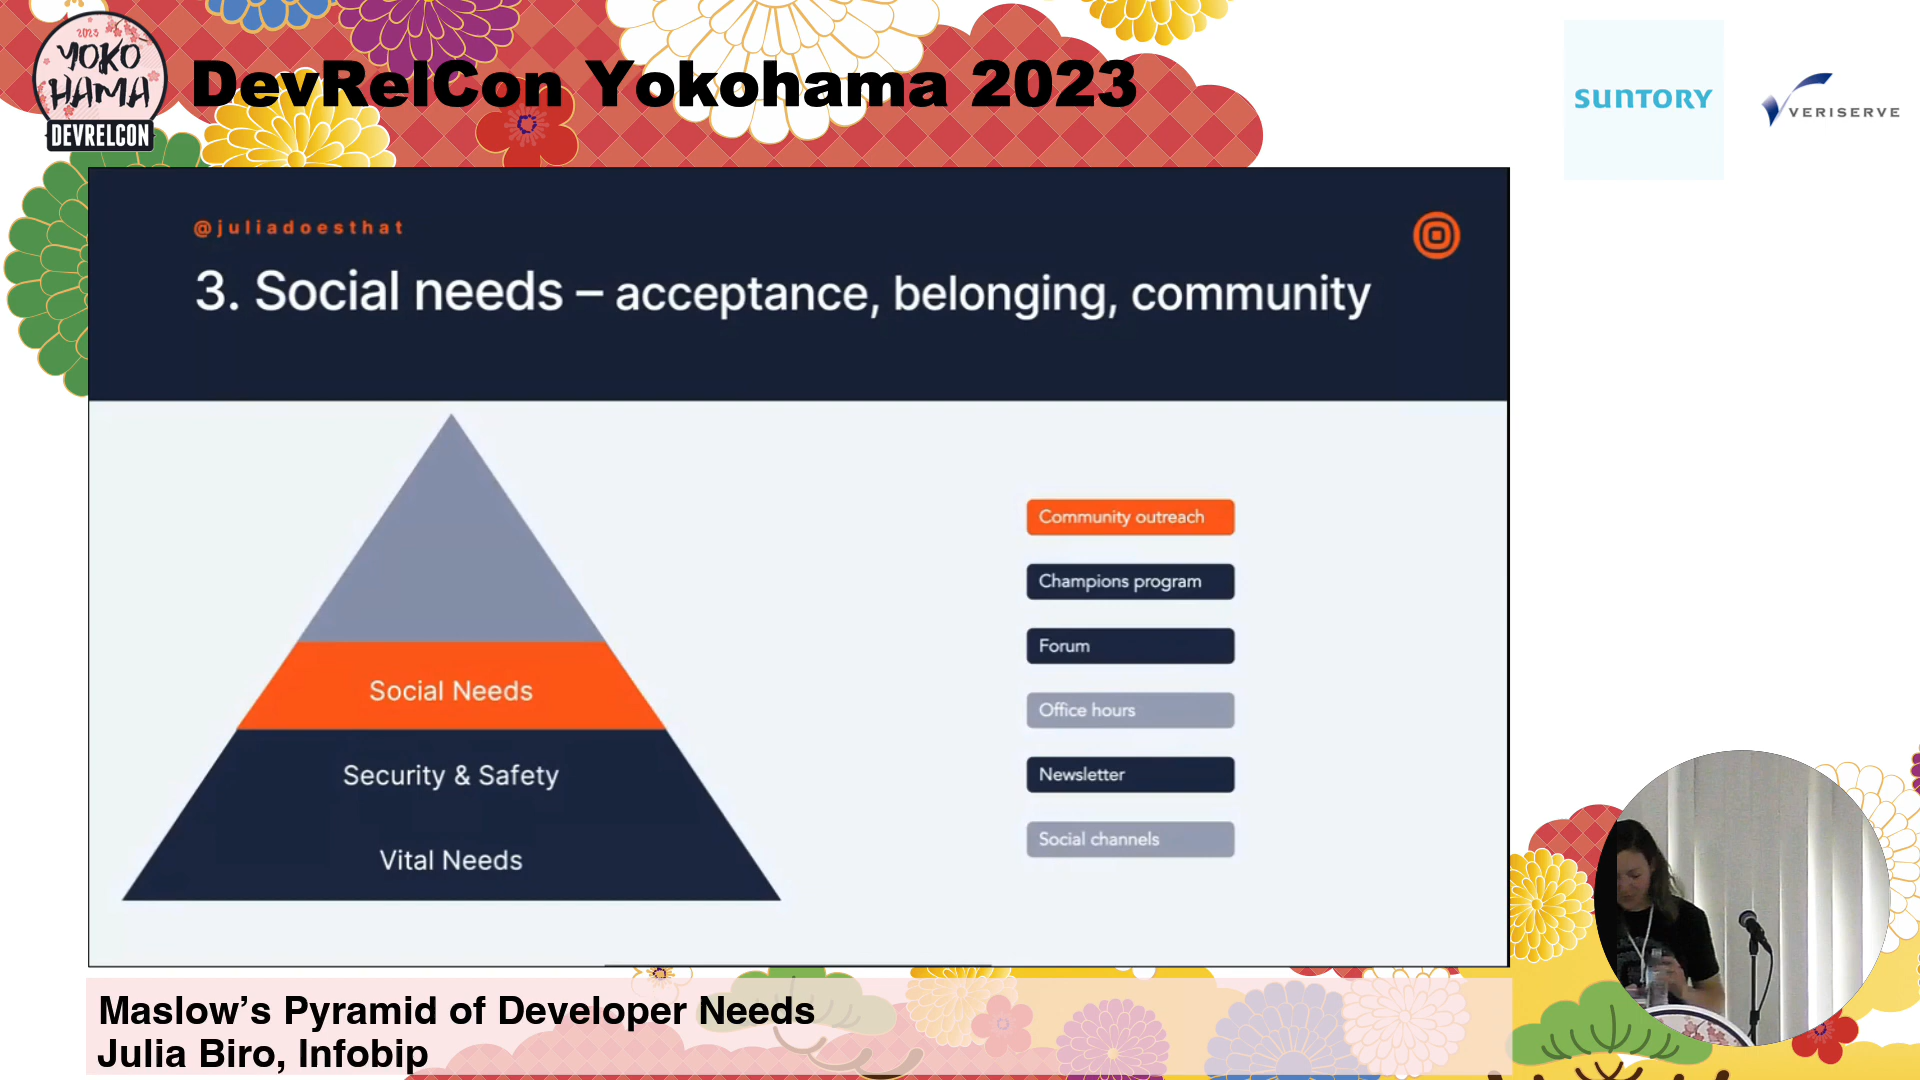 2023
YOKO
HAMA
DEVRELCON
DevRelCon Yokohama 2023
SUNTORY
VERISERVE
@juliadoesthat
3. Social needs – acceptance, belonging, community
Social Needs
Security & Safety
Vital Needs
Community outreach
Champions program
Forum
Office hours
Newsletter
Social channels
Maslow’s Pyramid of Developer Needs
Julia Biro, Infobip